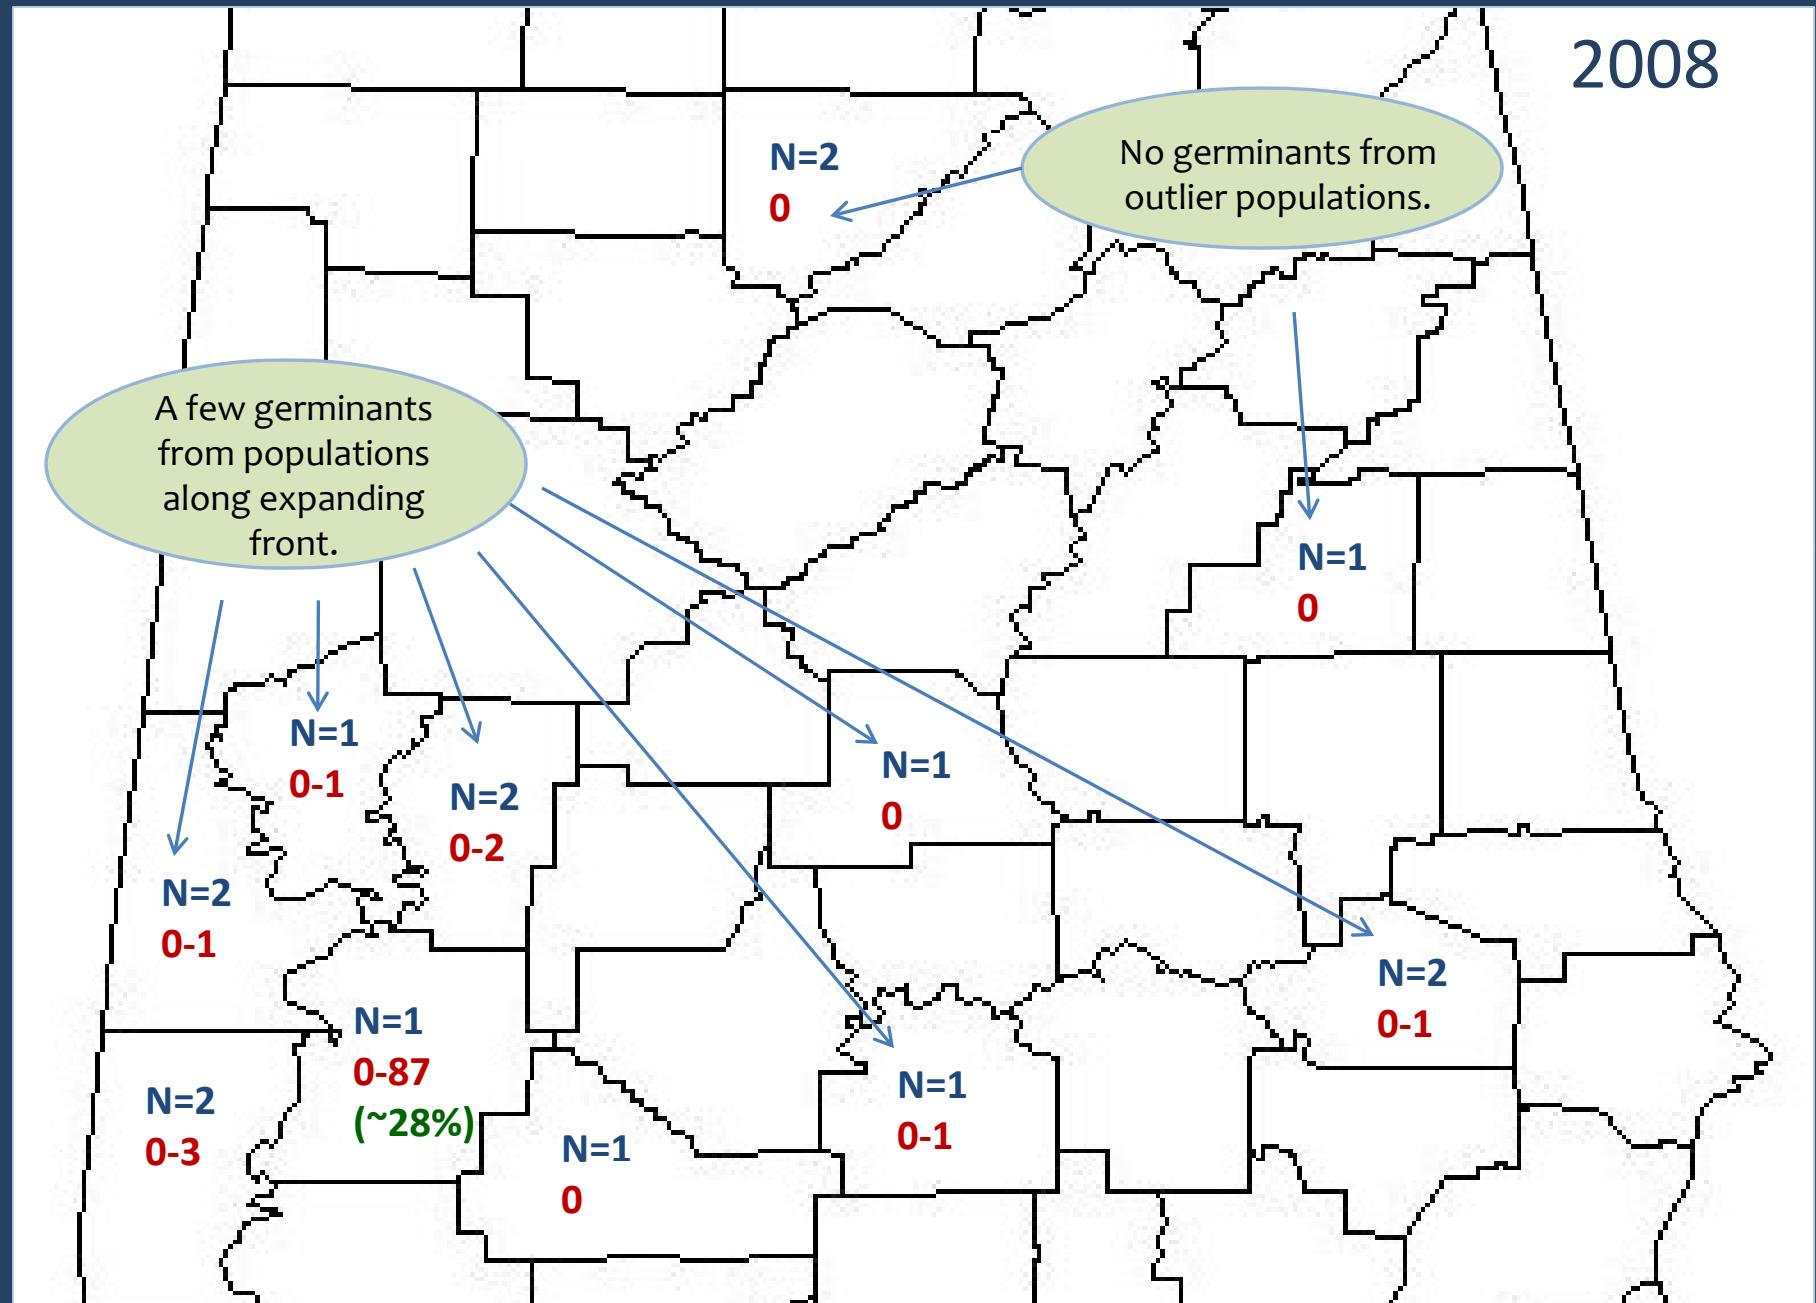 2008
N=2
0
No germinants from
outlier populations.
A few germinants
from populations
along expanding
front.
N=1
0
N=1
0-1
N=2
0-2
N=1
0
N=2
0-1
N=2
0-1
N=1
0-87
(~28%)
N=2
0-3
N=1
0-1
N=1
0